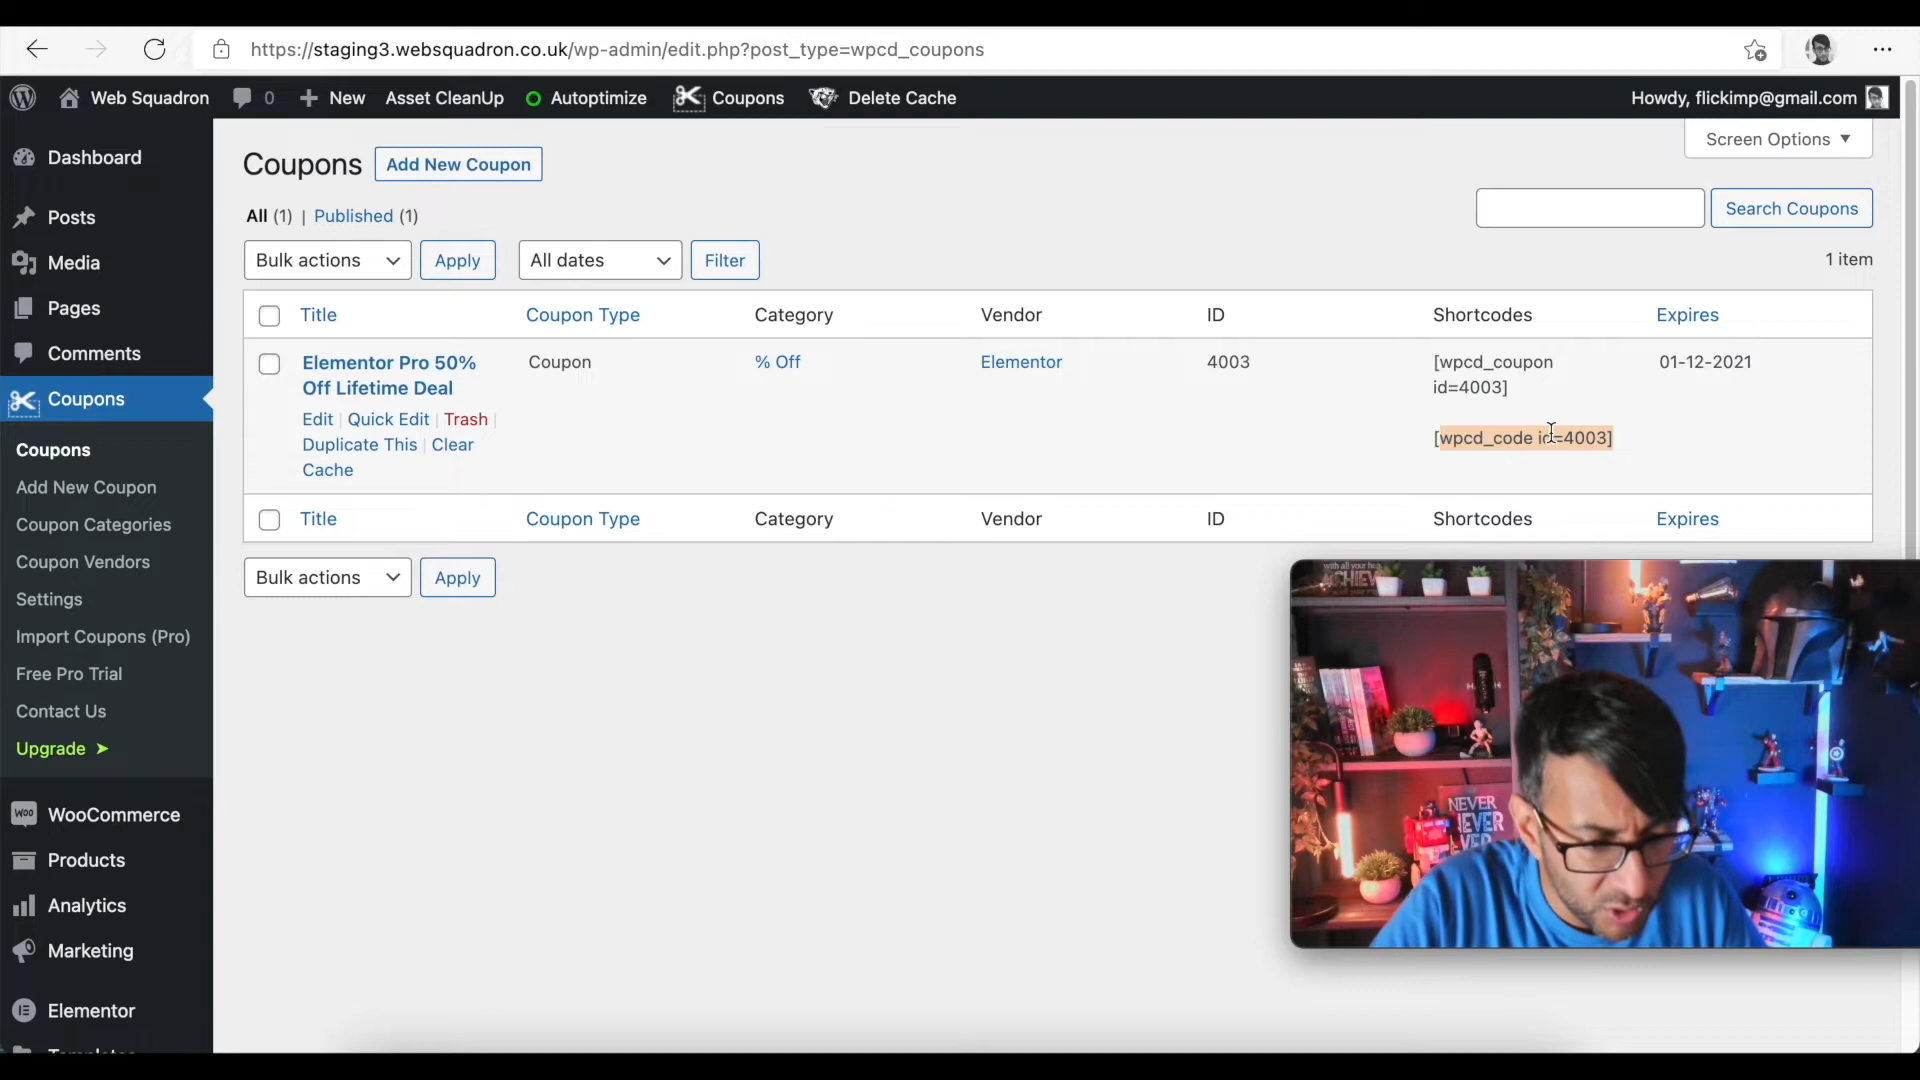 https://staging3.websquadron.co.uk/wp-admin/edit.php?post_type=wpcd_coupons
Web Squadron 0 New Asset CleanUp Autoptimize Coupons Delete Cache Howdy, flickimp@gmail.com
Dashboard
Posts
Media
Pages
Comments
Coupons
Coupons
Add New Coupon
Coupon Categories
Coupon Vendors
Settings
Import Coupons (Pro)
Free Pro Trial
Contact Us
Upgrade ➤
WooCommerce
Products
Analytics
Marketing
Elementor
Screen Options
Coupons Add New Coupon
All (1) | Published (1)
Search Coupons
Bulk actions Apply All dates Filter 1 item
Title Coupon Type Category Vendor ID Shortcodes Expires
Elementor Pro 50% Coupon % Off Elementor 4003 [wpcd_coupon 01-12-2021
Off Lifetime Deal id=4003]
Edit | Quick Edit | Trash |
Duplicate This | Clear [wpcd_code id=4003]
Cache
Title Coupon Type Category Vendor ID Shortcodes Expires
Bulk actions Apply
with all your
NEVER